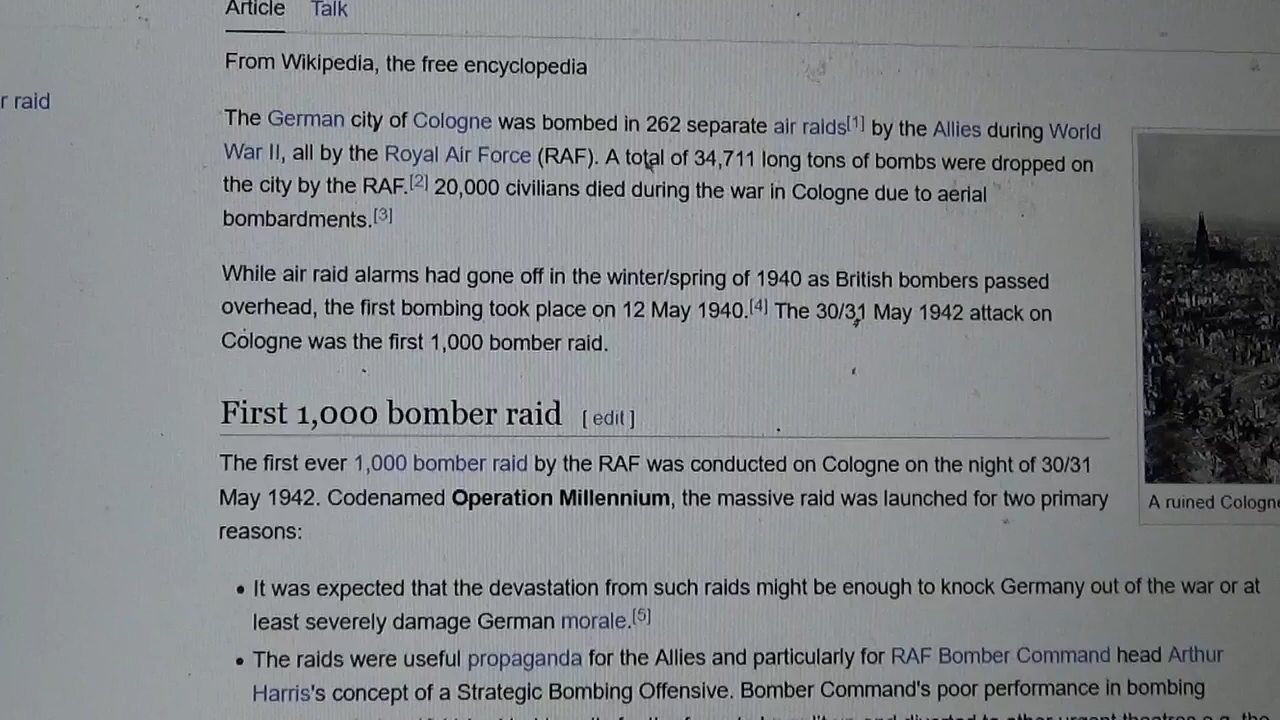 Article Talk
From Wikipedia, the free encyclopedia
r raid
The German city of Cologne was bombed in 262 separate air raids[1] by the Allies during World
War II, all by the Royal Air Force (RAF). A total of 34,711 long tons of bombs were dropped on
the city by the RAF.[2] 20,000 civilians died during the war in Cologne due to aerial
bombardments.[3]
While air raid alarms had gone off in the winter/spring of 1940 as British bombers passed
overhead, the first bombing took place on 12 May 1940.[4] The 30/31 May 1942 attack on
Cologne was the first 1,000 bomber raid.
First 1,000 bomber raid [ edit ]
The first ever 1,000 bomber raid by the RAF was conducted on Cologne on the night of 30/31
May 1942. Codenamed Operation Millennium, the massive raid was launched for two primary
reasons:
A ruined Cologne
• It was expected that the devastation from such raids might be enough to knock Germany out of the war or at
least severely damage German morale.[5]
• The raids were useful propaganda for the Allies and particularly for RAF Bomber Command head Arthur
Harris's concept of a Strategic Bombing Offensive. Bomber Command's poor performance in bombing